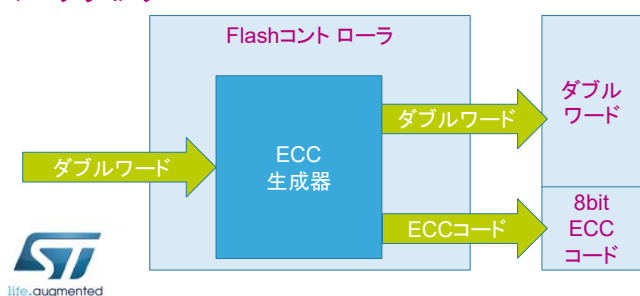 Flashコントローラ
ダブル
ワード
ダブルワード
ダブルワード
ECC
生成器
8bit
ECC
コード
ECCコード
life.augmented